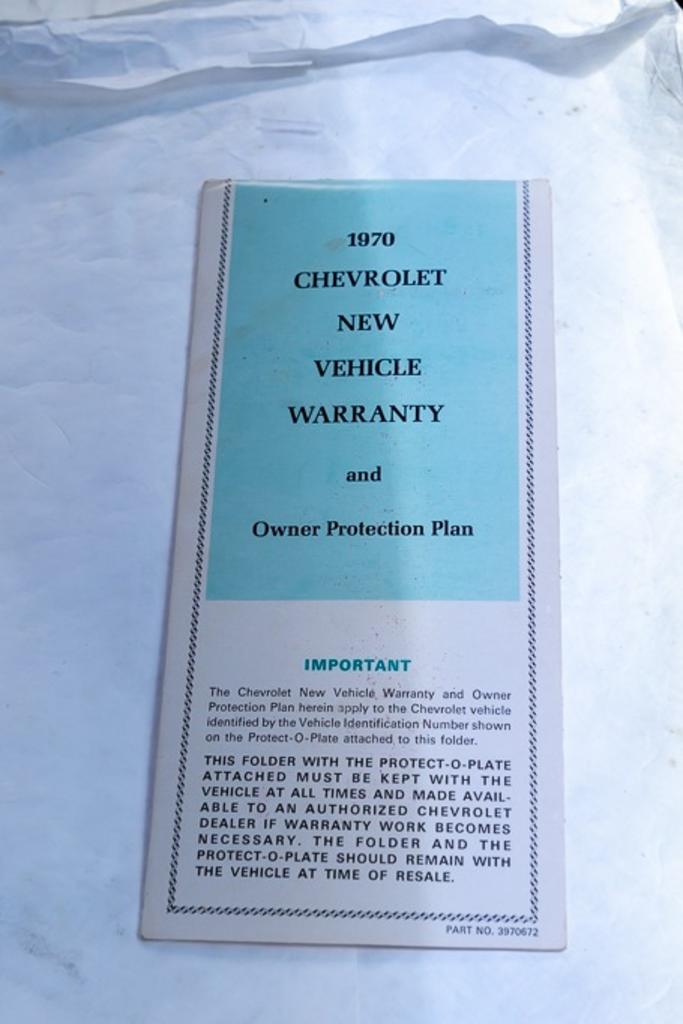 1970
CHEVROLET
NEW
VEHICLE
WARRANTY
and
Owner Protection Plan
IMPORTANT
The Chevrolet New Vehicle Warranty and Owner
Protection Plan herein apply to the Chevrolet vehicle
identified by the Vehicle Identification Number shown
on the Protect-O-Plate attached to this folder.
THIS FOLDER WITH THE PROTECT-O-PLATE
ATTACHED MUST BE KEPT WITH THE
VEHICLE AT ALL TIMES AND MADE AVAIL-
ABLE TO AN AUTHORIZED CHEVROLET
DEALER IF WARRANTY WORK BECOMES
NECESSARY. THE FOLDER AND THE
PROTECT-O-PLATE SHOULD REMAIN WITH
THE VEHICLE AT TIME OF RESALE.
PART NO. 3970672